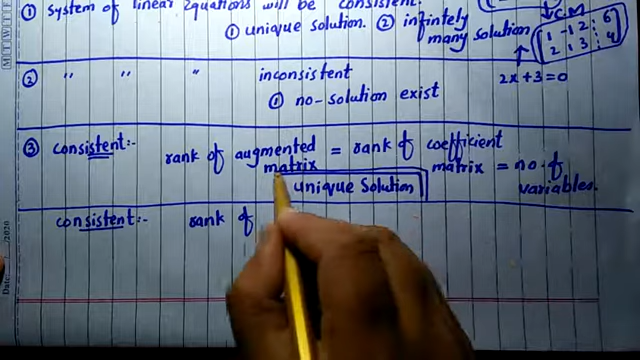 ① system of linear Equations will be consistent.
① unique solution. ② infintely
many solution
C.M
1 -1 2 : 6
2 1 3 : 4
2x+3=0
② " " " inconsistent
① no-solution exist
③ consistent:- rank of augmented matrix = rank of coefficient matrix = no. of variables.
unique Solution
consistent:- rank of
Date: /20
M T W T F